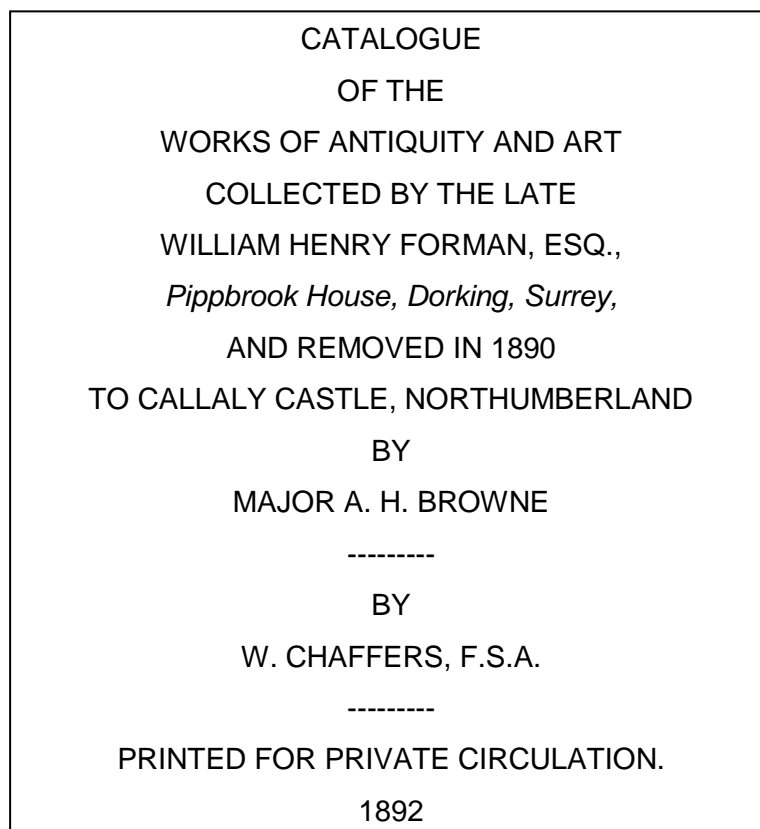 CATALOGUE
OF THE
WORKS OF ANTIQUITY AND ART
COLLECTED BY THE LATE
WILLIAM HENRY FORMAN, ESQ.,
Pippbrook House, Dorking, Surrey,
AND REMOVED IN 1890
TO CALLALY CASTLE, NORTHUMBERLAND
BY
MAJOR A. H. BROWNE
---------
BY
W. CHAFFERS, F.S.A.
---------
PRINTED FOR PRIVATE CIRCULATION.
1892